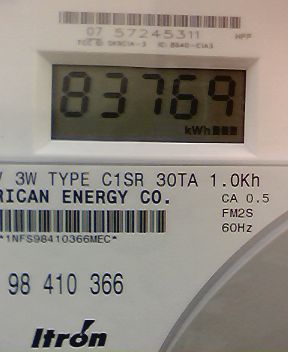 07 57245311
83769
kWh
V 3W TYPE C1SR 30TA 1.0Kh
RICAN ENERGY CO.
CA 0.5
FM2S
60Hz
*1NFS98410366MEC*
98 410 366
Itrón